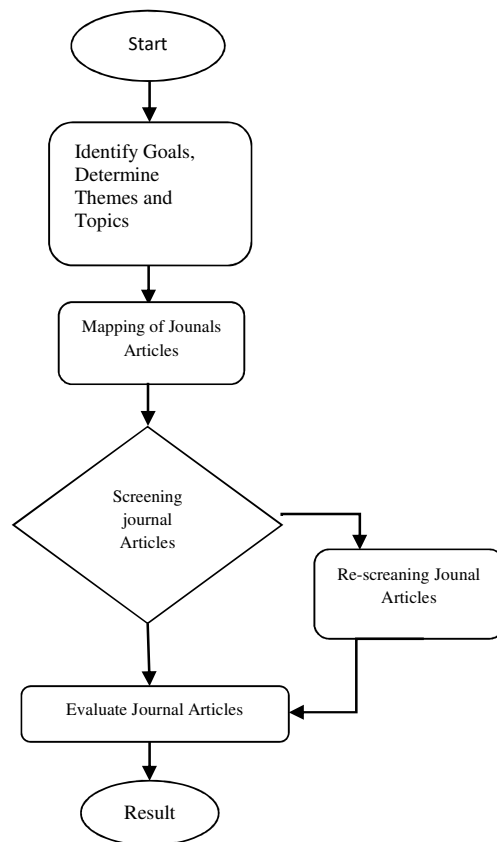 Start
Identify Goals,
Determine
Themes and
Topics
Mapping of Jounals
Articles
Screening
journal
Articles
Re-screaning Jounal
Articles
Evaluate Journal Articles
Result